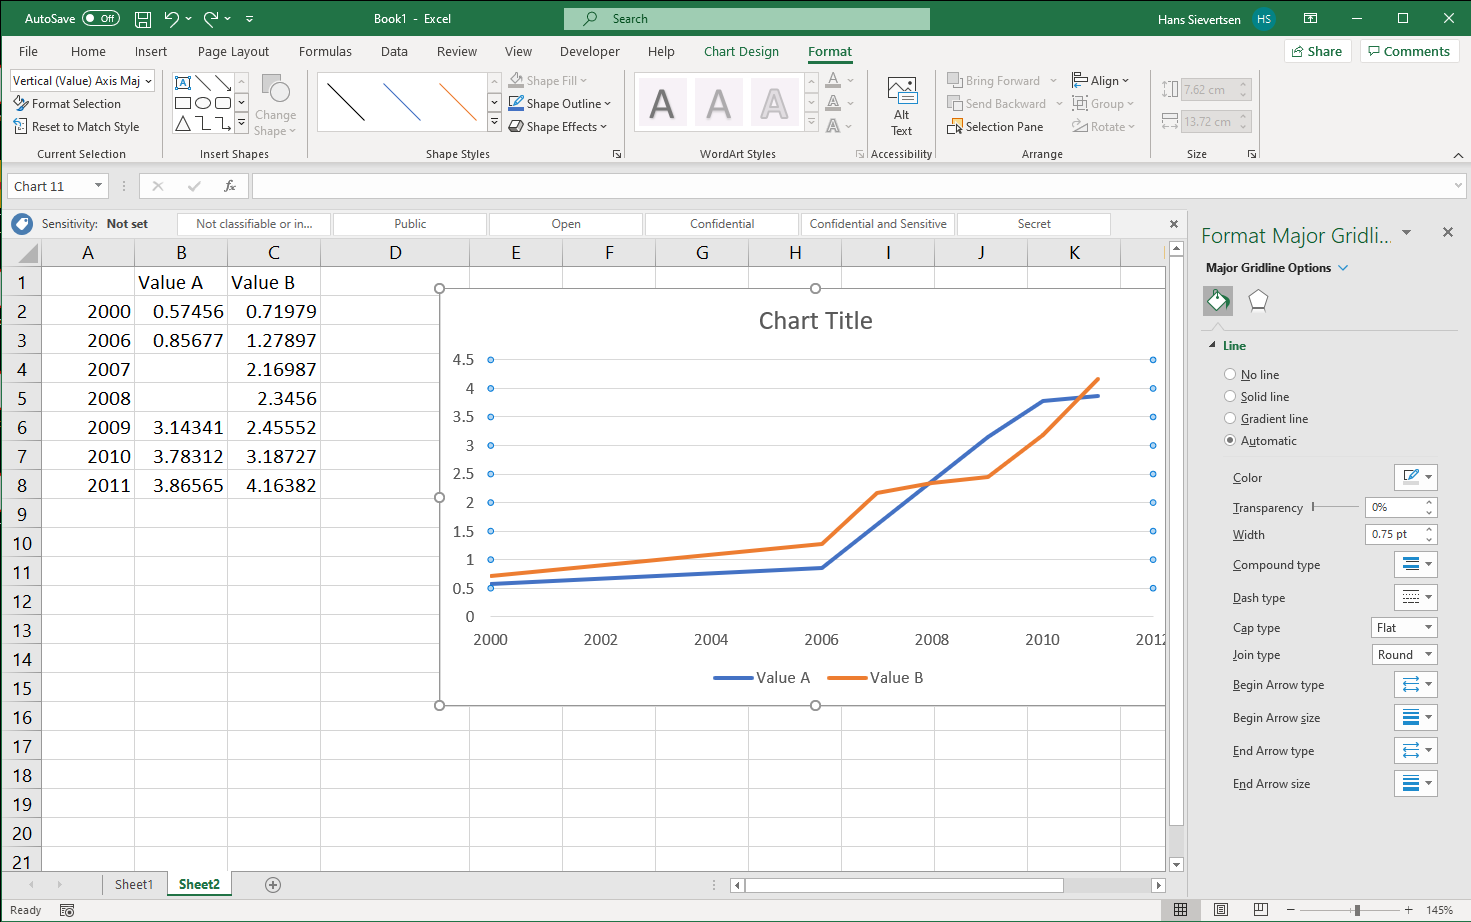 AutoSave Off Book1 - Excel Search Hans Sievertsen HS
File Home Insert Page Layout Formulas Data Review View Developer Help Chart Design Format Share Comments
Vertical (Value) Axis Maj
Format Selection
Reset to Match Style
Current Selection
Change
Shape
Insert Shapes
Shape Fill
Shape Outline
Shape Effects
Shape Styles
A A A
A
A
A
WordArt Styles
Alt
Text
Accessibility
Bring Forward
Send Backward
Selection Pane
Align
Group
Rotate
Arrange
7.62 cm
13.72 cm
Size
Chart 11 fx
Sensitivity: Not set Not classifiable or in... Public Open Confidential Confidential and Sensitive Secret
A B C D E F G H I J K
1 Value A Value B
2 2000 0.57456 0.71979
3 2006 0.85677 1.27897
4 2007 2.16987
5 2008 2.3456
6 2009 3.14341 2.45552
7 2010 3.78312 3.18727
8 2011 3.86565 4.16382
9
10
11
12
13
14
15
16
17
18
19
20
21
Chart Title
4.5
4
3.5
3
2.5
2
1.5
1
0.5
0
2000 2002 2004 2006 2008 2010 2012
Value A Value B
Format Major Gridli...
Major Gridline Options
Line
No line
Solid line
Gradient line
Automatic
Color
Transparency 0%
Width 0.75 pt
Compound type
Dash type
Cap type Flat
Join type Round
Begin Arrow type
Begin Arrow size
End Arrow type
End Arrow size
Sheet1 Sheet2
Ready 145%